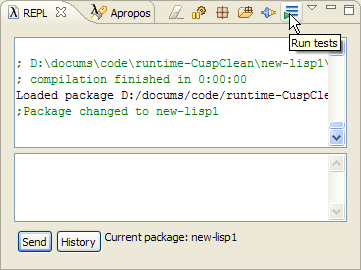 REPL
Apropos
Run tests
; D:\docums\code\runtime-CuspClean\new-lisp1\
; compilation finished in 0:00:00
Loaded package D:/docums/code/runtime-CuspCle
;Package changed to new-lisp1
Send
History
Current package: new-lisp1